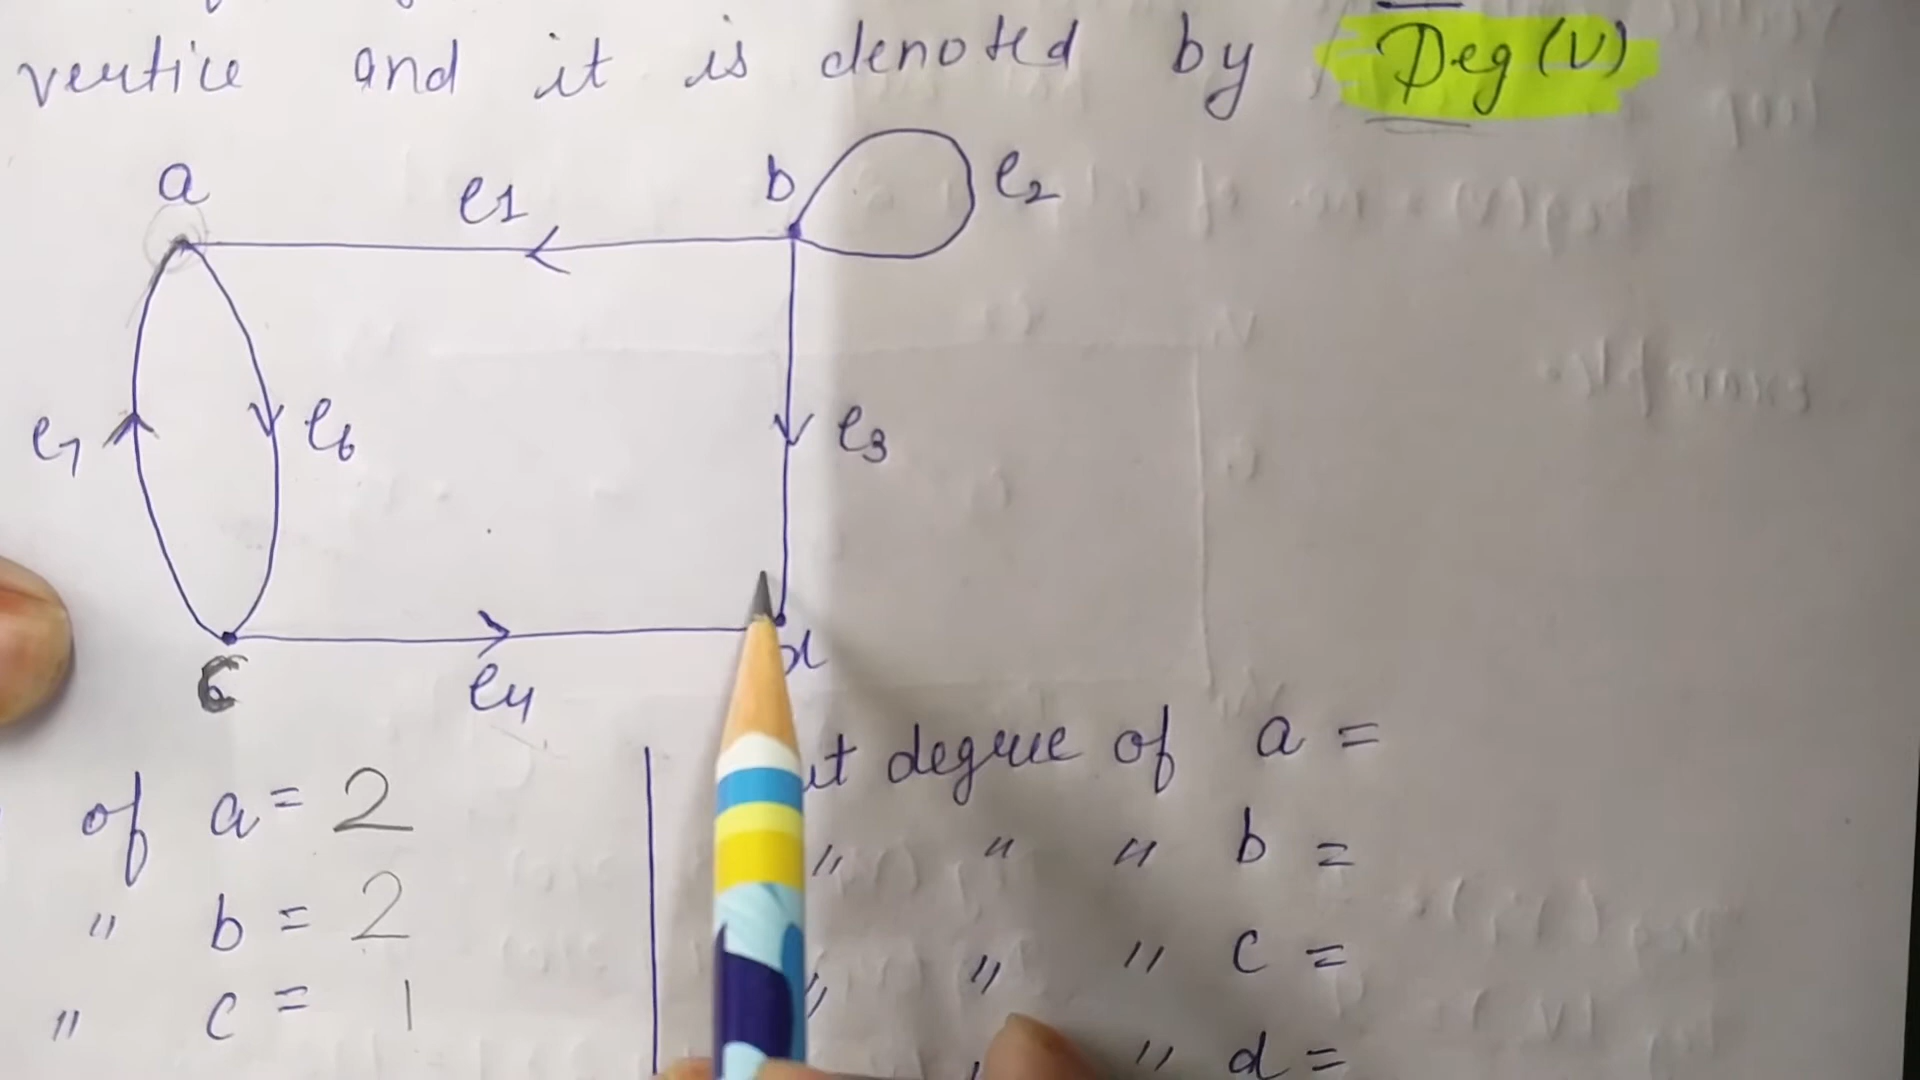 vertice and it is denoted by Deg(V)
a
e1
b
e2
e7
e6
e3
c
e4
d
of a = 2
" b = 2
" c = 1
ut degree of a =
" " " b =
" " " c =
" d =